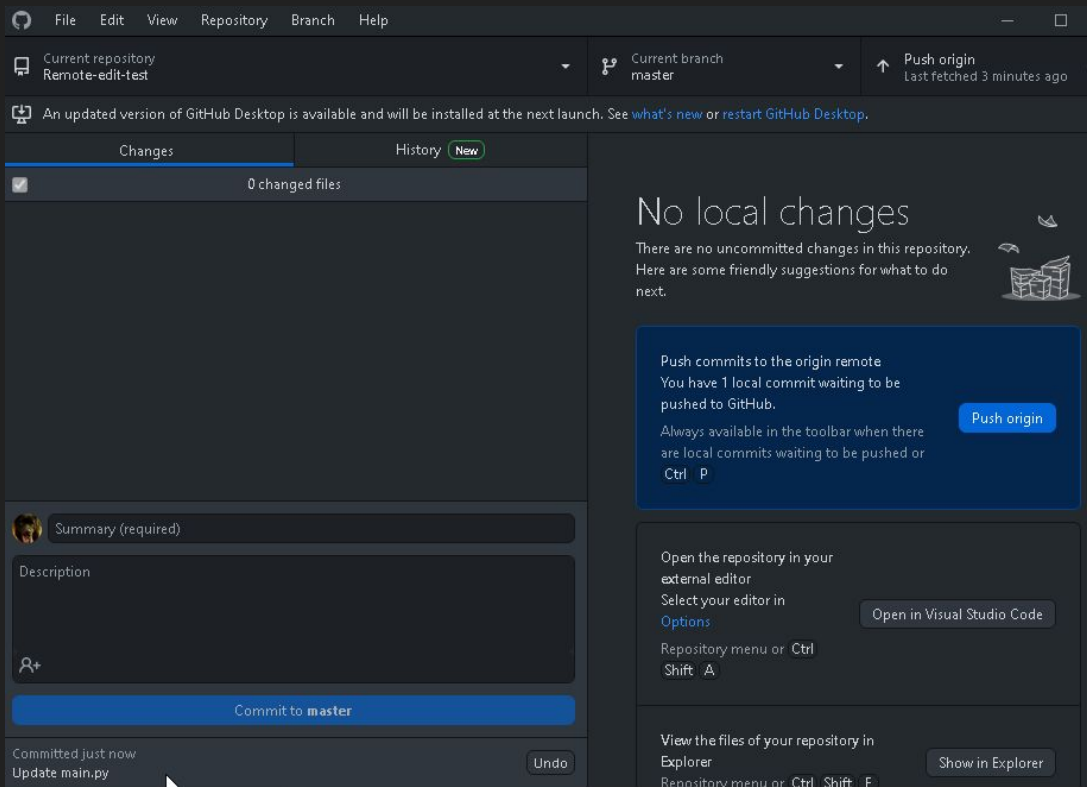 File Edit View Repository Branch Help
Current repository
Remote-edit-test
Current branch
master
Push origin
Last fetched 3 minutes ago
An updated version of GitHub Desktop is available and will be installed at the next launch. See what's new or restart GitHub Desktop.
Changes
History New
0 changed files
No local changes
There are no uncommitted changes in this repository.
Here are some friendly suggestions for what to do
next.
Push commits to the origin remote
You have 1 local commit waiting to be
pushed to GitHub.
Always available in the toolbar when there
are local commits waiting to be pushed or
Ctrl P
Push origin
Summary (required)
Description
Commit to master
Committed just now
Update main.py
Undo
Open the repository in your
external editor
Select your editor in
Options
Repository menu or Ctrl
Shift A
Open in Visual Studio Code
View the files of your repository in
Explorer
Repository menu or Ctrl Shift F
Show in Explorer